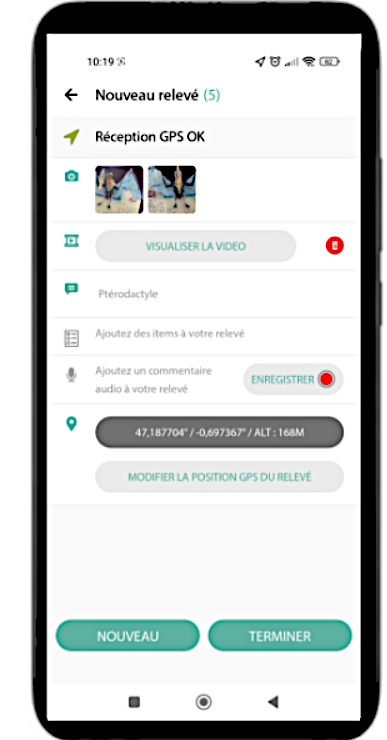 10:19
62
Nouveau relevé (5)
Réception GPS OK
VISUALISER LA VIDEO
Ptérodactyle
Ajoutez des items à votre relevé
Ajoutez un commentaire
audio à votre relevé
ENREGISTRER
47,187704° / -0,697367° / ALT : 168M
MODIFIER LA POSITION GPS DU RELEVÉ
NOUVEAU
TERMINER